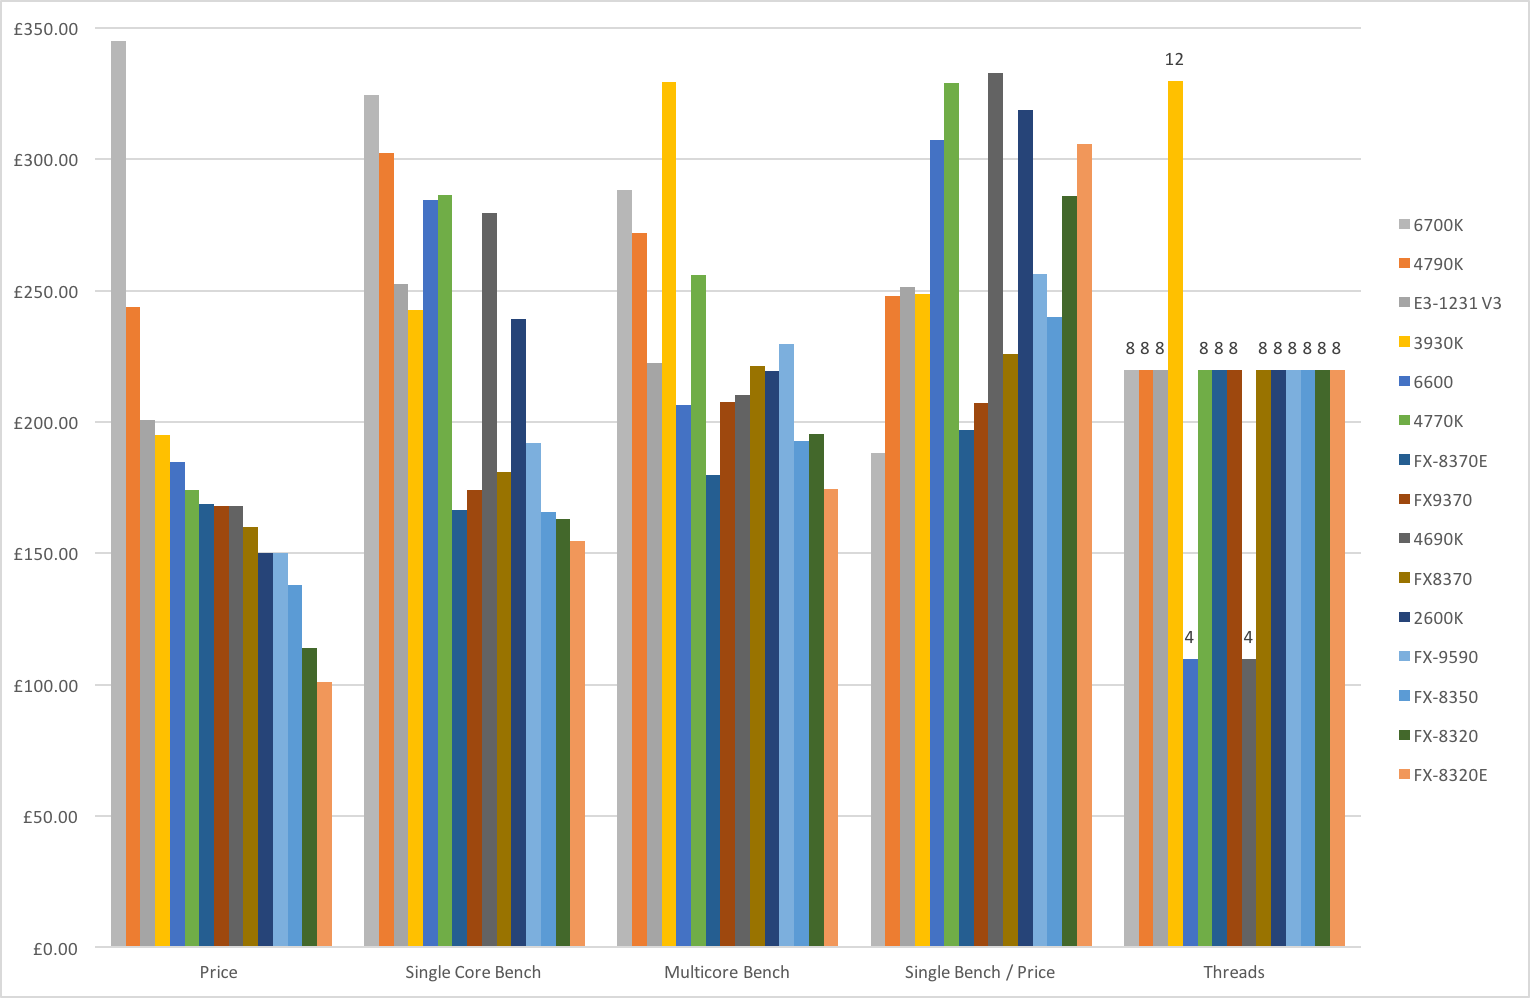 £350.00
£300.00
£250.00
£200.00
£150.00
£100.00
£50.00
£0.00
12
8 8 8 8 8 8 8 8 8 8 8 8
4 4
Price Single Core Bench Multicore Bench Single Bench / Price Threads
6700K
4790K
E3-1231 V3
3930K
6600
4770K
FX-8370E
FX9370
4690K
FX8370
2600K
FX-9590
FX-8350
FX-8320
FX-8320E